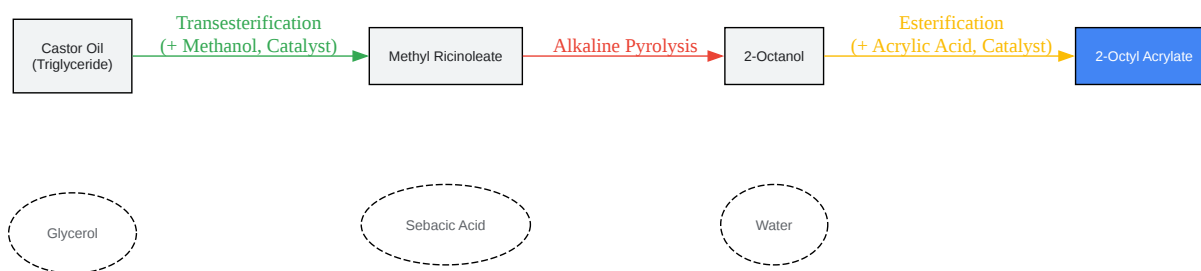 Castor Oil
(Triglyceride)
Transesterification
(+ Methanol, Catalyst)
Methyl Ricinoleate
Alkaline Pyrolysis
2-Octanol
Esterification
(+ Acrylic Acid, Catalyst)
2-Octyl Acrylate
Glycerol
Sebacic Acid
Water